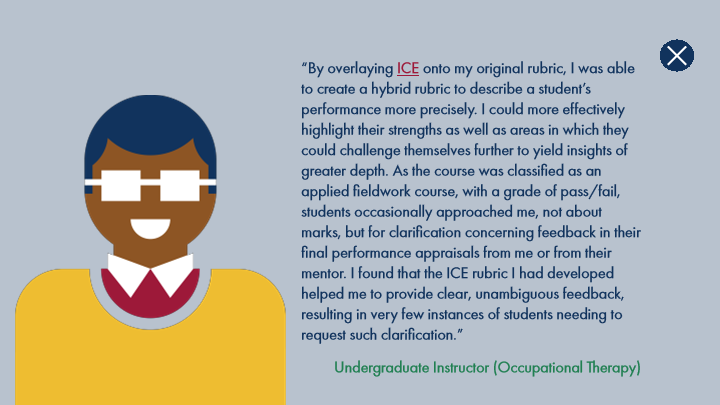 “By overlaying ICE onto my original rubric, I was able
to create a hybrid rubric to describe a student’s
performance more precisely. I could more effectively
highlight their strengths as well as areas in which they
could challenge themselves further to yield insights of
greater depth. As the course was classified as an
applied fieldwork course, with a grade of pass/fail,
students occasionally approached me, not about
marks, but for clarification concerning feedback in their
final performance appraisals from me or from their
mentor. I found that the ICE rubric I had developed
helped me to provide clear, unambiguous feedback,
resulting in very few instances of students needing to
request such clarification.”
Undergraduate Instructor (Occupational Therapy)